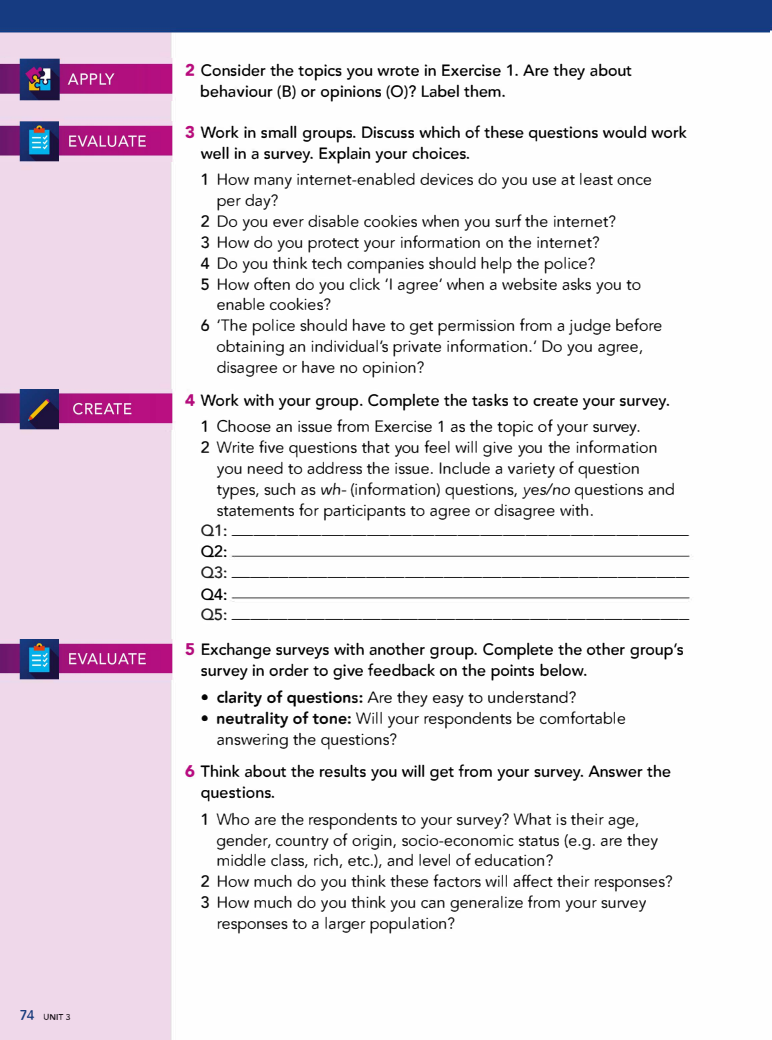 APPLY
2 Consider the topics you wrote in Exercise 1. Are they about
behaviour (B) or opinions (O)? Label them.
EVALUATE
3 Work in small groups. Discuss which of these questions would work
well in a survey. Explain your choices.
1 How many internet-enabled devices do you use at least once
per day?
2 Do you ever disable cookies when you surf the internet?
3 How do you protect your information on the internet?
4 Do you think tech companies should help the police?
5 How often do you click ‘I agree’ when a website asks you to
enable cookies?
6 ‘The police should have to get permission from a judge before
obtaining an individual’s private information.’ Do you agree,
disagree or have no opinion?
CREATE
4 Work with your group. Complete the tasks to create your survey.
1 Choose an issue from Exercise 1 as the topic of your survey.
2 Write five questions that you feel will give you the information
you need to address the issue. Include a variety of question
types, such as wh- (information) questions, yes/no questions and
statements for participants to agree or disagree with.
Q1:
Q2:
Q3:
Q4:
Q5:
EVALUATE
5 Exchange surveys with another group. Complete the other group’s
survey in order to give feedback on the points below.
• clarity of questions: Are they easy to understand?
• neutrality of tone: Will your respondents be comfortable
answering the questions?
6 Think about the results you will get from your survey. Answer the
questions.
1 Who are the respondents to your survey? What is their age,
gender, country of origin, socio-economic status (e.g. are they
middle class, rich, etc.), and level of education?
2 How much do you think these factors will affect their responses?
3 How much do you think you can generalize from your survey
responses to a larger population?
74 UNIT 3